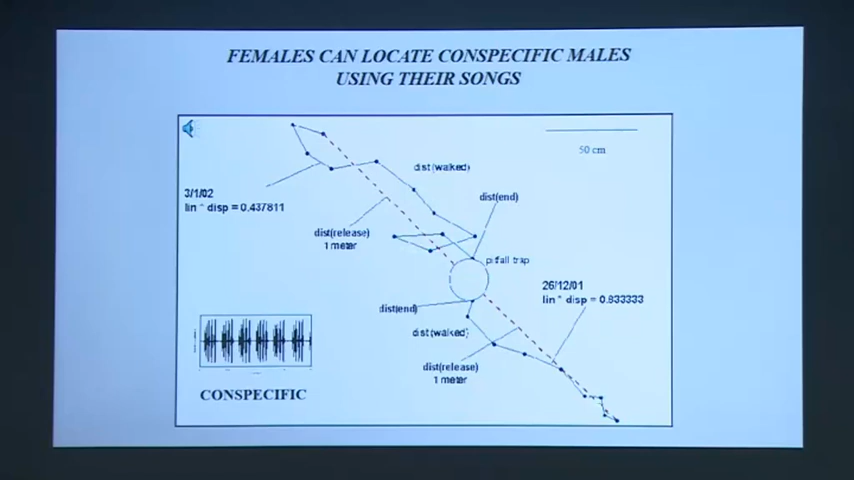 FEMALES CAN LOCATE CONSPECIFIC MALES
USING THEIR SONGS
50 cm
dist(walked)
3/1/02
lin * disp = 0.437811
dist(end)
dist(release)
1 meter
pitfall trap
26/12/01
lin * disp = 0.833333
dist(end)
dist(walked)
dist(release)
1 meter
CONSPECIFIC